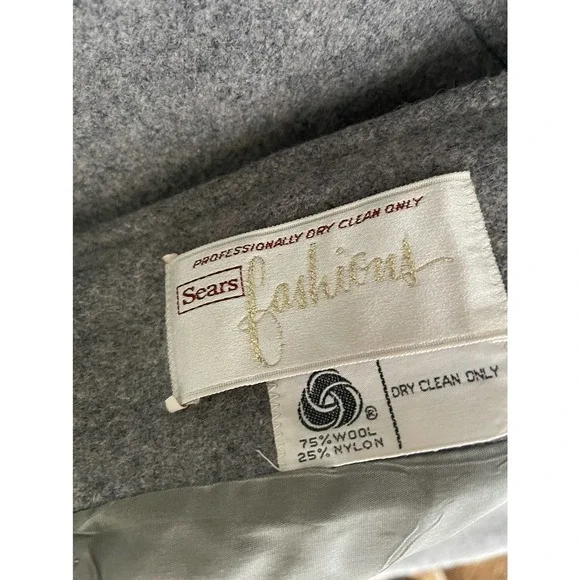 PROFESSIONALLY DRY CLEAN ONLY
Sears
fashions
®
75% WOOL
25% NYLON
DRY CLEAN ONLY